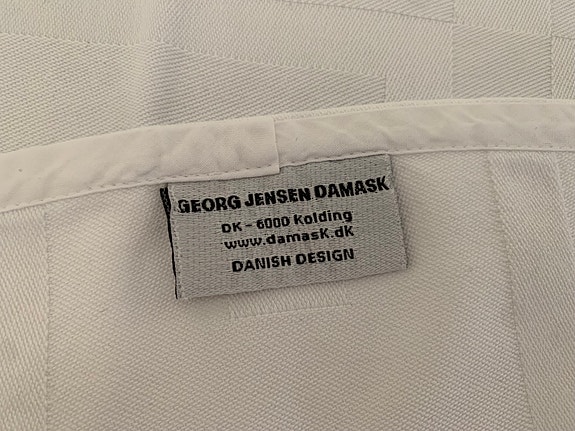 GEORG JENSEN DAMASK
DK - 6000 Kolding
www.damask.dk
DANISH DESIGN